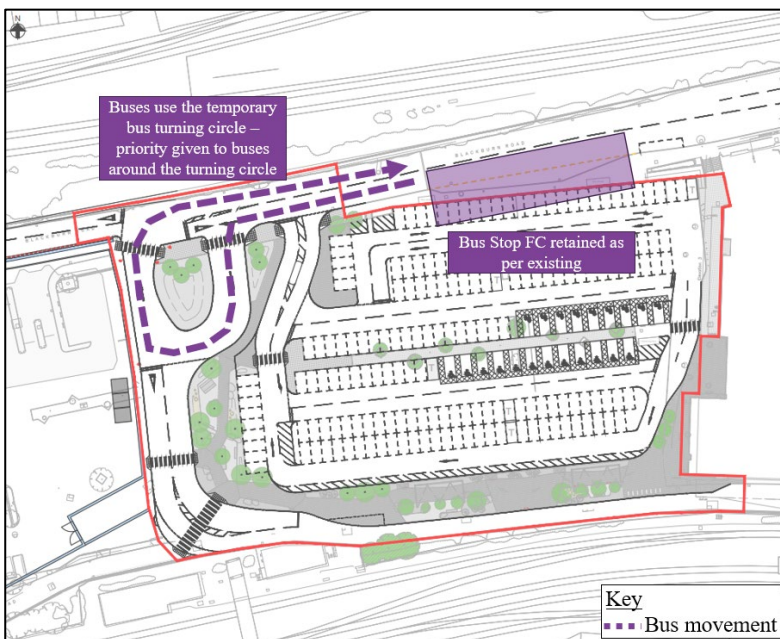 N
Buses use the temporary
bus turning circle –
priority given to buses
around the turning circle
BLACKBURN ROAD
Bus Stop FC retained as
per existing
Key
Bus movement